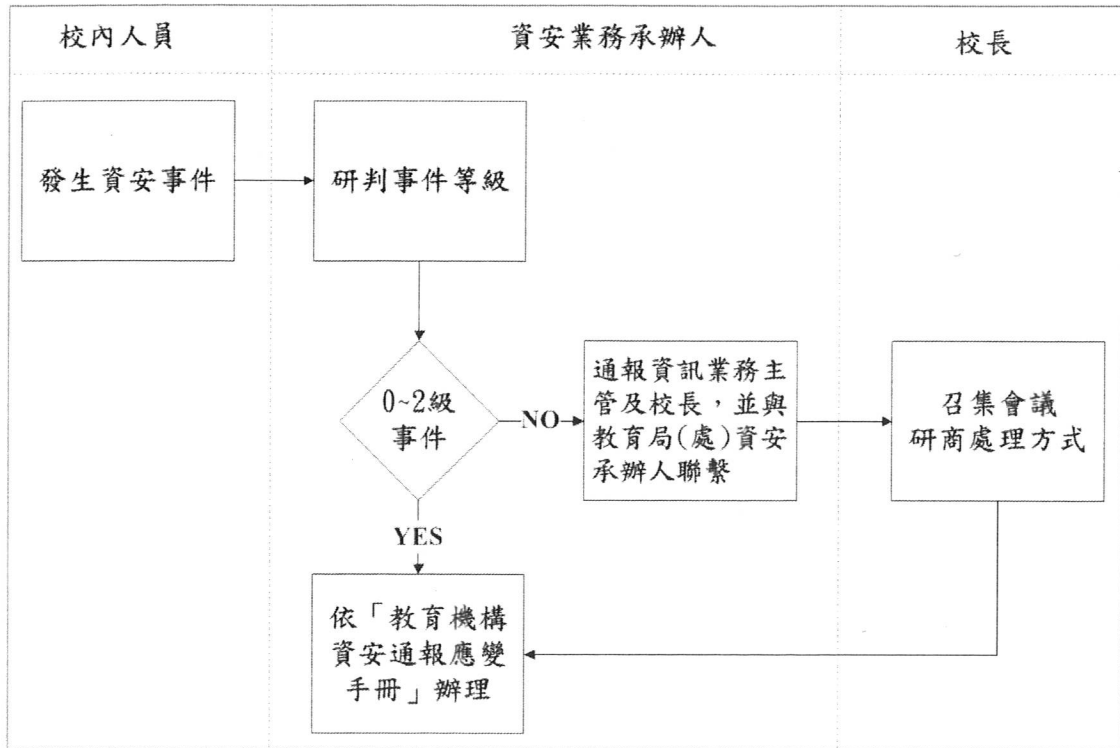 校內人員
資安業務承辦人
校長
發生資安事件
研判事件等級
0~2級
事件
NO
通報資訊業務主
管及校長，並與
教育局(處)資安
承辦人聯繫
召集會議
研商處理方式
YES
依「教育機構
資安通報應變
手冊」辦理